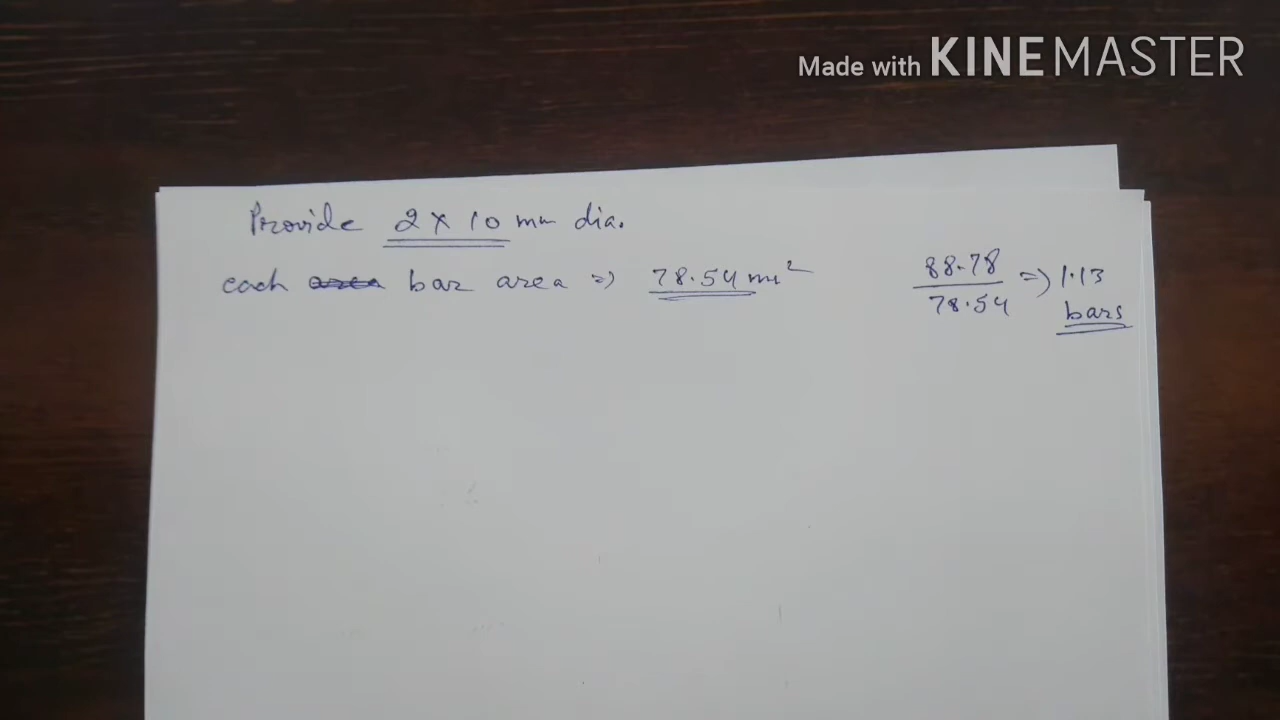 Made with KINEMASTER
Provide 2 × 10 mm dia.
each area bar area => 78.54 mm²
88.78
78.54
=> 1.13
bars